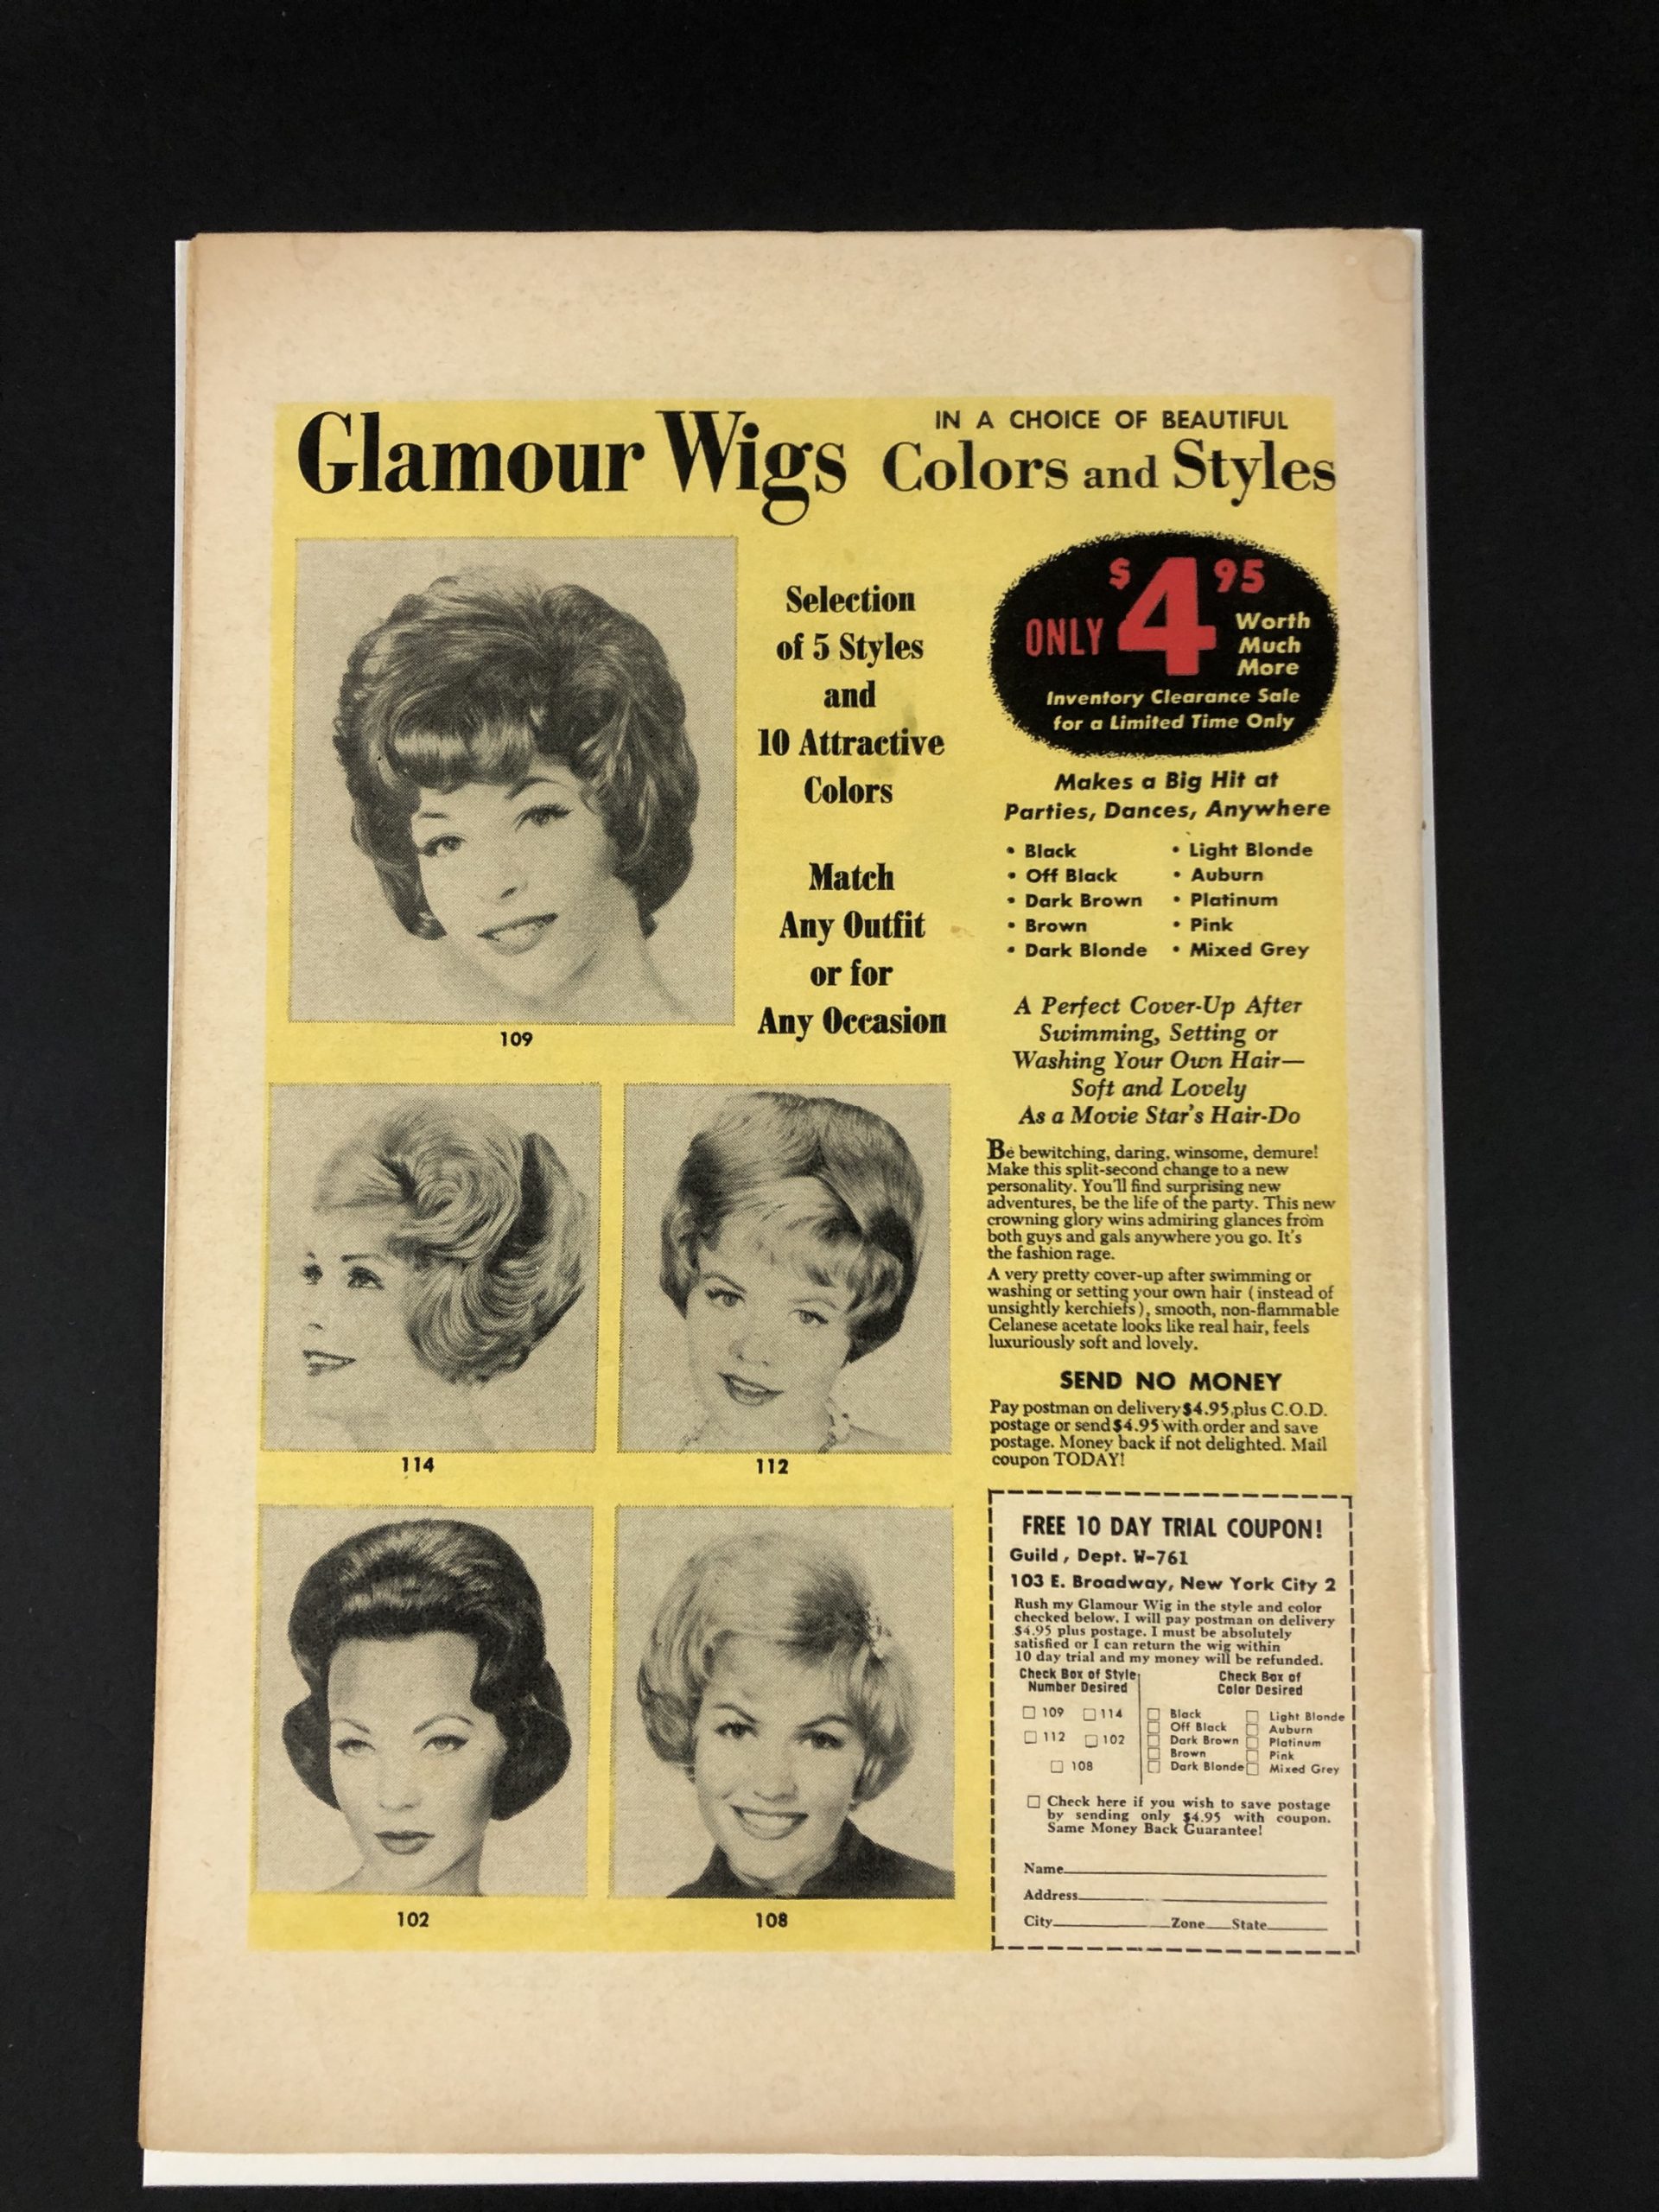 Glamour Wigs
IN A CHOICE OF BEAUTIFUL
Colors and Styles
Selection
of 5 Styles
and
10 Attractive
Colors
Match
Any Outfit
or for
Any Occasion
109
114
112
102
108
ONLY $4 95
Worth
Much
More
Inventory Clearance Sale
for a Limited Time Only
Makes a Big Hit at
Parties, Dances, Anywhere
• Black
• Off Black
• Dark Brown
• Brown
• Dark Blonde
• Light Blonde
• Auburn
• Platinum
• Pink
• Mixed Grey
A Perfect Cover-Up After
Swimming, Setting or
Washing Your Own Hair—
Soft and Lovely
As a Movie Star's Hair-Do
Be bewitching, daring, winsome, demure!
Make this split-second change to a new
personality. You'll find surprising new
adventures, be the life of the party. This new
crowning glory wins admiring glances from
both guys and gals anywhere you go. It's
the fashion rage.
A very pretty cover-up after swimming or
washing or setting your own hair (instead of
unsightly kerchiefs), smooth, non-flammable
Celanese acetate looks like real hair, feels
luxuriously soft and lovely.
SEND NO MONEY
Pay postman on delivery $4.95 plus C.O.D.
postage or send $4.95 with order and save
postage. Money back if not delighted. Mail
coupon TODAY!
FREE 10 DAY TRIAL COUPON!
Guild, Dept. W-761
103 E. Broadway, New York City 2
Rush my Glamour Wig in the style and color
checked below. I will pay postman on delivery
$4.95 plus postage. I must be absolutely
satisfied or I can return the wig within
10 day trial and my money will be refunded.
Check Box of Style
Number Desired
☐ 109 ☐ 114
☐ 112 ☐ 102
☐ 108
Check Box of
Color Desired
☐ Black ☐ Light Blonde
☐ Off Black ☐ Auburn
☐ Dark Brown ☐ Platinum
☐ Brown ☐ Pink
☐ Dark Blonde ☐ Mixed Grey
☐ Check here if you wish to save postage
by sending only $4.95 with coupon.
Same Money Back Guarantee!
Name
Address
City Zone State